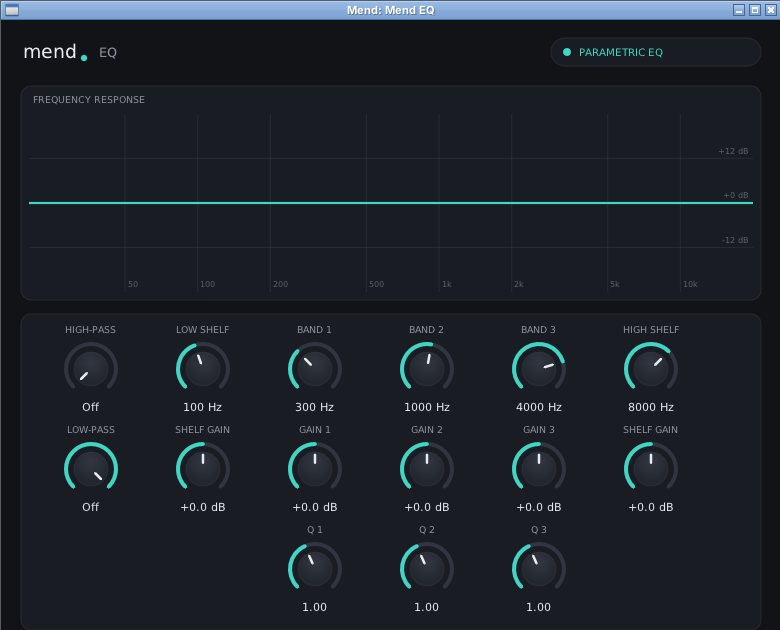 Mend: Mend EQ
mend. EQ
PARAMETRIC EQ
FREQUENCY RESPONSE
+12 dB
+0 dB
-12 dB
50 100 200 500 1k 2k 5k 10k
HIGH-PASS LOW SHELF BAND 1 BAND 2 BAND 3 HIGH SHELF
Off 100 Hz 300 Hz 1000 Hz 4000 Hz 8000 Hz
LOW-PASS SHELF GAIN GAIN 1 GAIN 2 GAIN 3 SHELF GAIN
Off +0.0 dB +0.0 dB +0.0 dB +0.0 dB +0.0 dB
Q 1 Q 2 Q 3
1.00 1.00 1.00